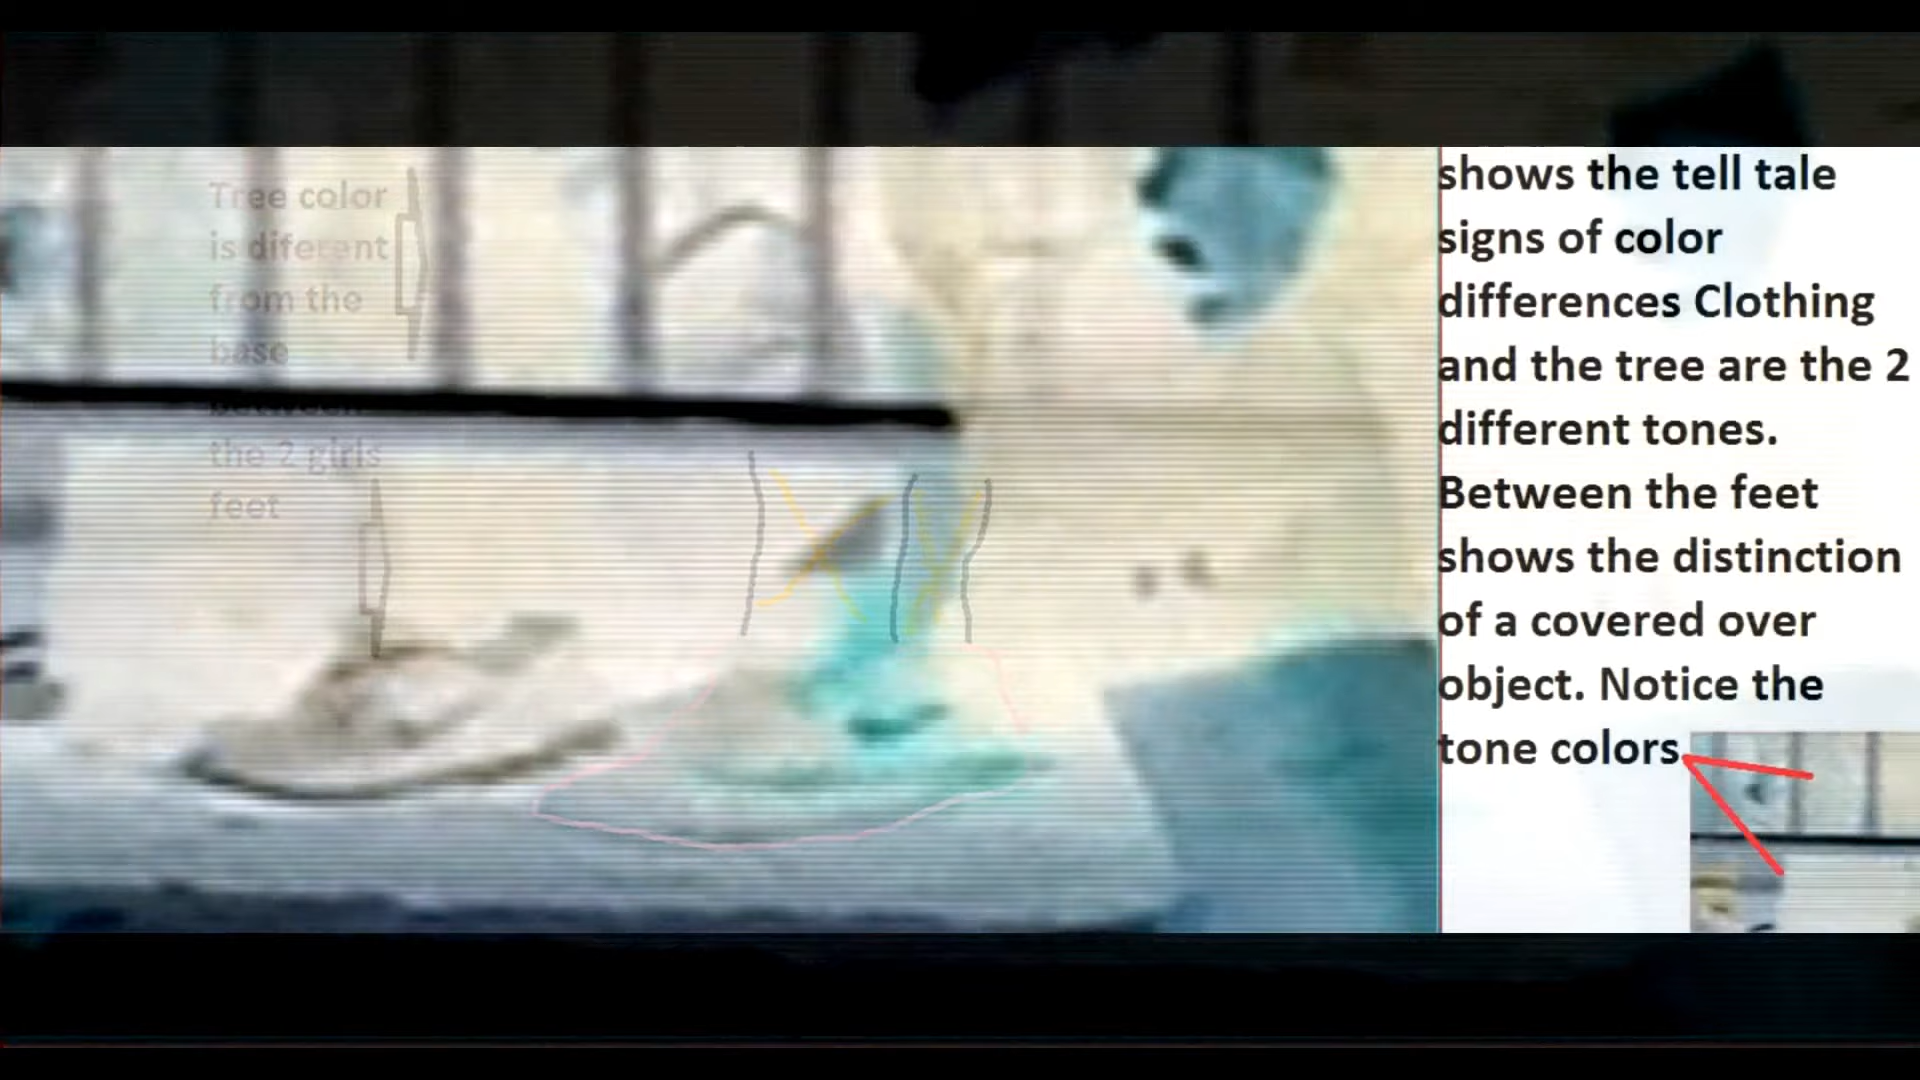 Tree color
is diferent
from the
base
between
the 2 girls
feet
shows the tell tale
signs of color
differences Clothing
and the tree are the 2
different tones.
Between the feet
shows the distinction
of a covered over
object. Notice the
tone colors